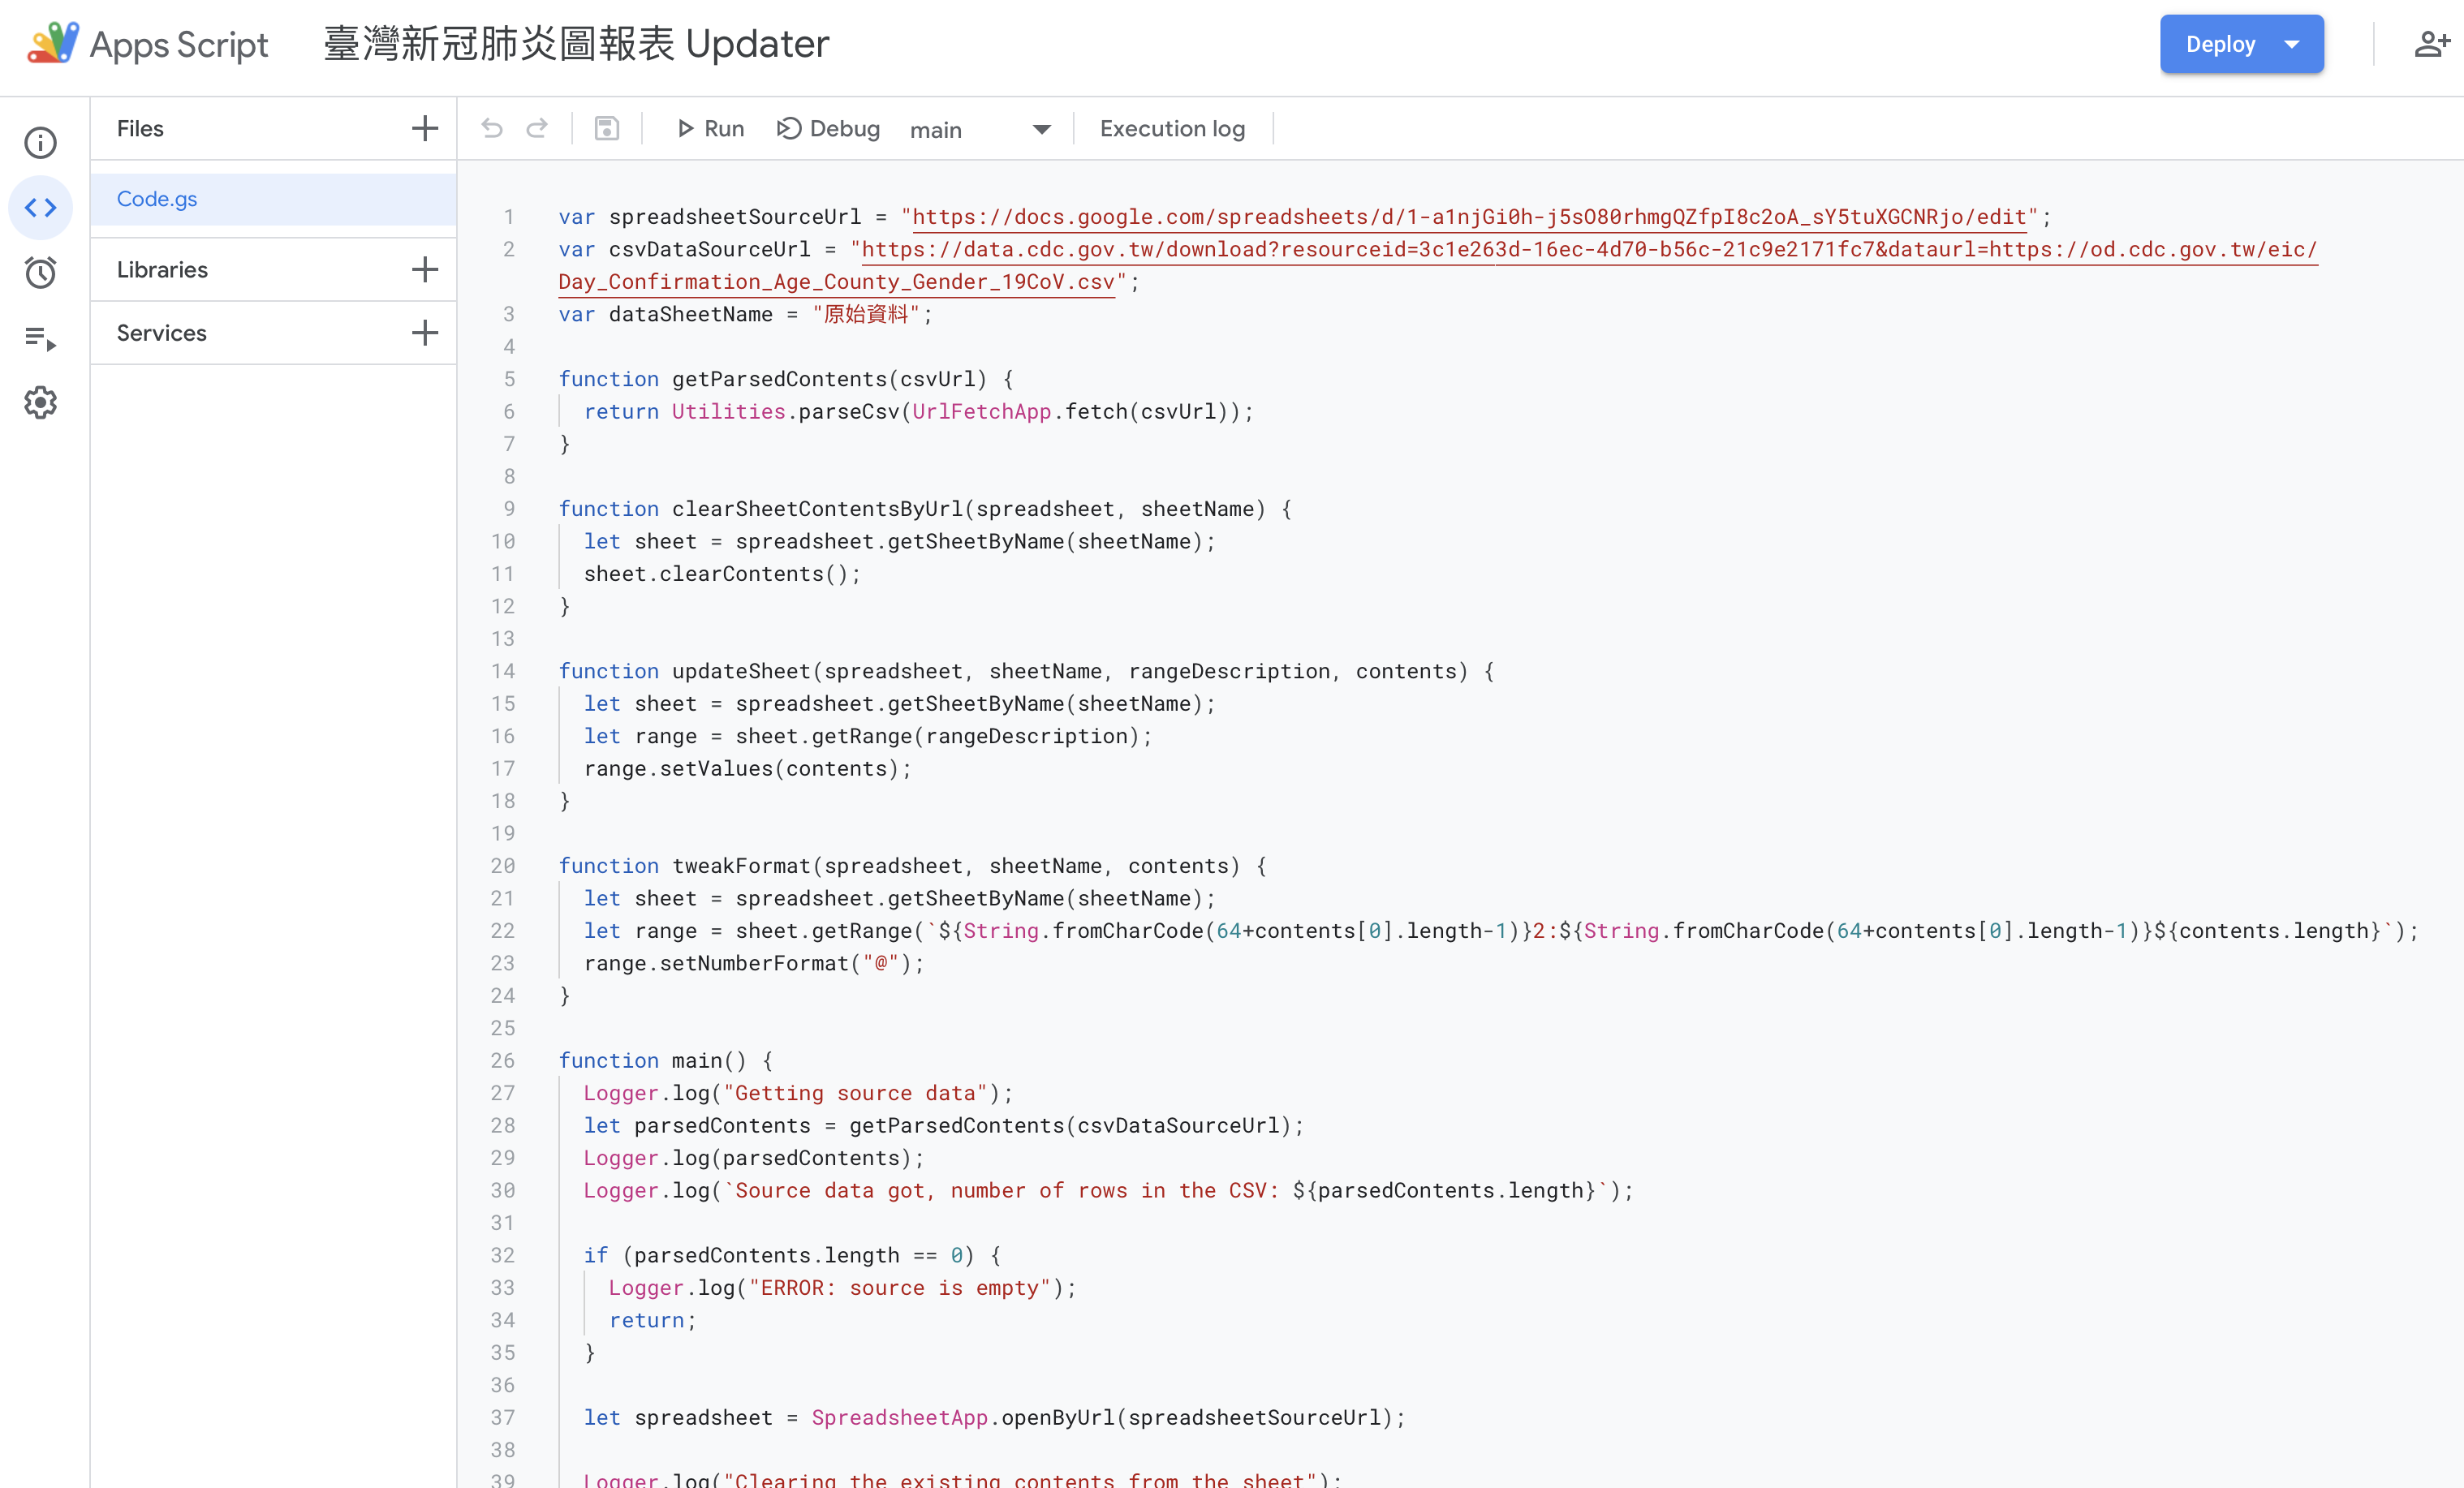 Apps Script
臺灣新冠肺炎圖報表 Updater
Deploy
Files
Code.gs
Libraries
Services
Run
Debug
main
Execution log
1 var spreadsheetSourceUrl = "https://docs.google.com/spreadsheets/d/1-a1njGi0h-j5sO80rhmgQZfpI8c2oA_sY5tuXGCNRjo/edit";
2 var csvDataSourceUrl = "https://data.cdc.gov.tw/download?resourceid=3c1e263d-16ec-4d70-b56c-21c9e2171fc7&dataurl=https://od.cdc.gov.tw/eic/
Day_Confirmation_Age_County_Gender_19CoV.csv";
3 var dataSheetName = "原始資料";
4
5 function getParsedContents(csvUrl) {
6 return Utilities.parseCsv(UrlFetchApp.fetch(csvUrl));
7 }
8
9 function clearSheetContentsByUrl(spreadsheet, sheetName) {
10 let sheet = spreadsheet.getSheetByName(sheetName);
11 sheet.clearContents();
12 }
13
14 function updateSheet(spreadsheet, sheetName, rangeDescription, contents) {
15 let sheet = spreadsheet.getSheetByName(sheetName);
16 let range = sheet.getRange(rangeDescription);
17 range.setValues(contents);
18 }
19
20 function tweakFormat(spreadsheet, sheetName, contents) {
21 let sheet = spreadsheet.getSheetByName(sheetName);
22 let range = sheet.getRange(`${String.fromCharCode(64+contents[0].length-1)}2:${String.fromCharCode(64+contents[0].length-1)}${contents.length}`);
23 range.setNumberFormat("@");
24 }
25
26 function main() {
27 Logger.log("Getting source data");
28 let parsedContents = getParsedContents(csvDataSourceUrl);
29 Logger.log(parsedContents);
30 Logger.log(`Source data got, number of rows in the CSV: ${parsedContents.length}`);
31
32 if (parsedContents.length == 0) {
33 Logger.log("ERROR: source is empty");
34 return;
35 }
36
37 let spreadsheet = SpreadsheetApp.openByUrl(spreadsheetSourceUrl);
38
39 Logger.log("Clearing the existing contents from the sheet");